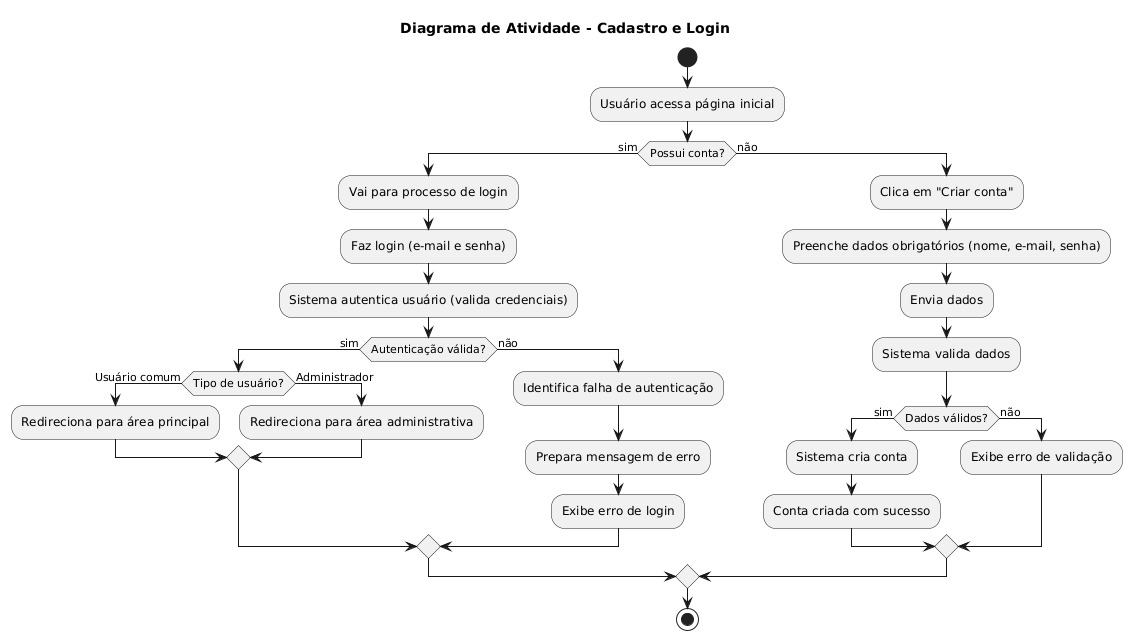 Diagrama de Atividade - Cadastro e Login
Usuário acessa página inicial
sim
Possui conta?
não
Vai para processo de login
Clica em "Criar conta"
Faz login (e-mail e senha)
Preenche dados obrigatórios (nome, e-mail, senha)
Sistema autentica usuário (valida credenciais)
Envia dados
sim
Autenticação válida?
não
Sistema valida dados
Usuário comum
Tipo de usuário?
Administrador
Identifica falha de autenticação
Redireciona para área principal
Redireciona para área administrativa
sim
Dados válidos?
não
Prepara mensagem de erro
Sistema cria conta
Exibe erro de validação
Exibe erro de login
Conta criada com sucesso